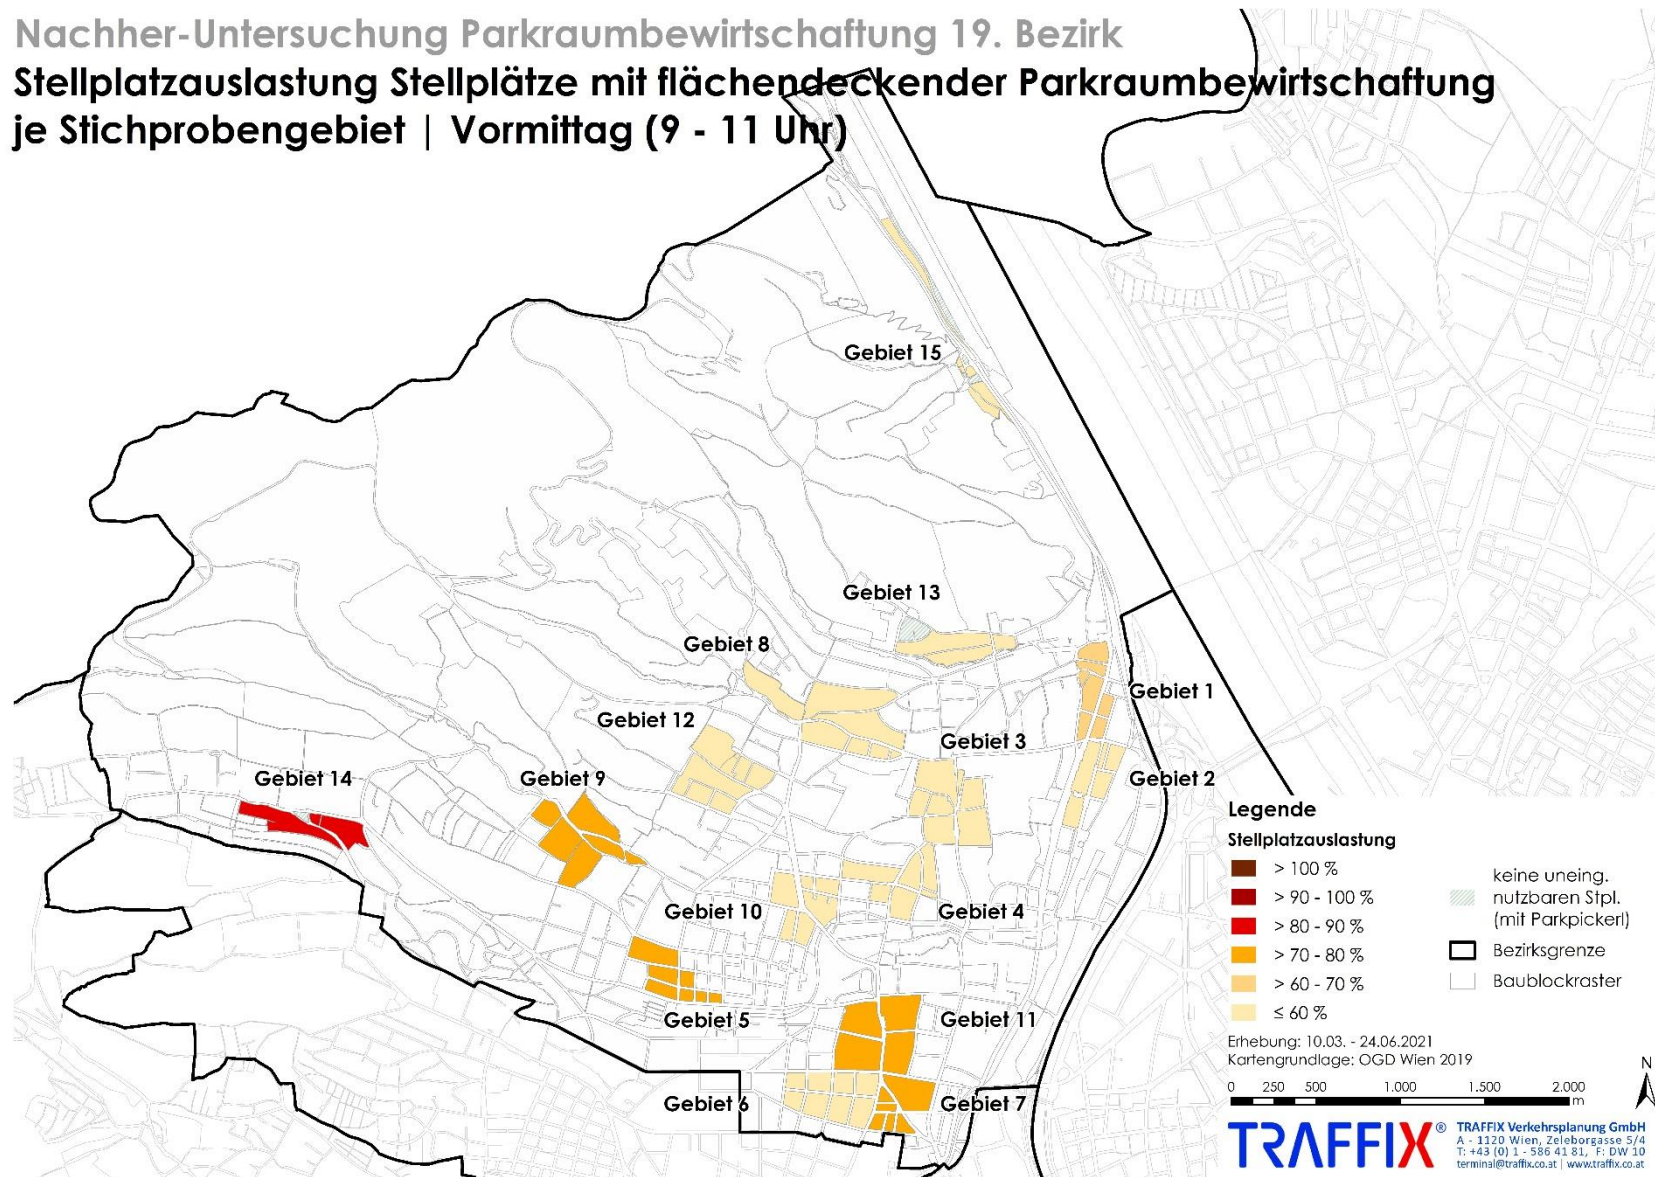 Nachher-Untersuchung Parkraumbewirtschaftung 19. Bezirk
Stellplatzauslastung Stellplätze mit flächendeckender Parkraumbewirtschaftung
je Stichprobengebiet | Vormittag (9 - 11 Uhr)
Gebiet 15
Gebiet 13
Gebiet 8
Gebiet 1
Gebiet 12
Gebiet 3
Gebiet 14
Gebiet 9
Gebiet 2
Gebiet 10
Gebiet 4
Gebiet 5
Gebiet 11
Gebiet 6
Gebiet 7
Legende
Stellplatzauslastung
> 100 %
> 90 - 100 %
> 80 - 90 %
> 70 - 80 %
> 60 - 70 %
≤ 60 %
keine uneing.
nutzbaren Stpl.
(mit Parkpickerl)
Bezirksgrenze
Baublockraster
Erhebung: 10.03. - 24.06.2021
Kartengrundlage: OGD Wien 2019
N
0 250 500 1.000 1.500 2.000
m
TRAFFIX®
TRAFFIX Verkehrsplanung GmbH
A - 1120 Wien, Zeleborgasse 5/4
T: +43 (0) 1 - 586 41 81, F: DW 10
terminal@traffix.co.at | www.traffix.co.at